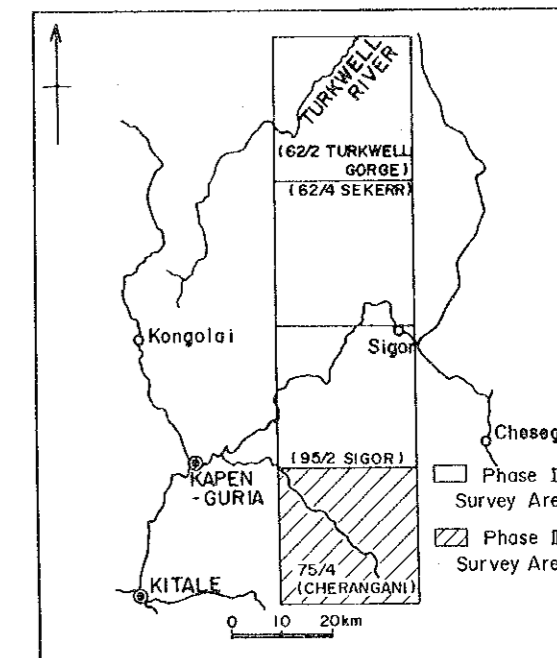 TURKWELL
RIVER
(62/2 TURKWELL
GORGE)
(62/4 SEKERR)
Kongolai
Sigor
Cheseg
(95/2 SIGOR)
KAPEN
-GURIA
Phase I
Survey Are
Phase I
Survey Are
75/4
(CHERANGANI)
KITALE
0 10 20km